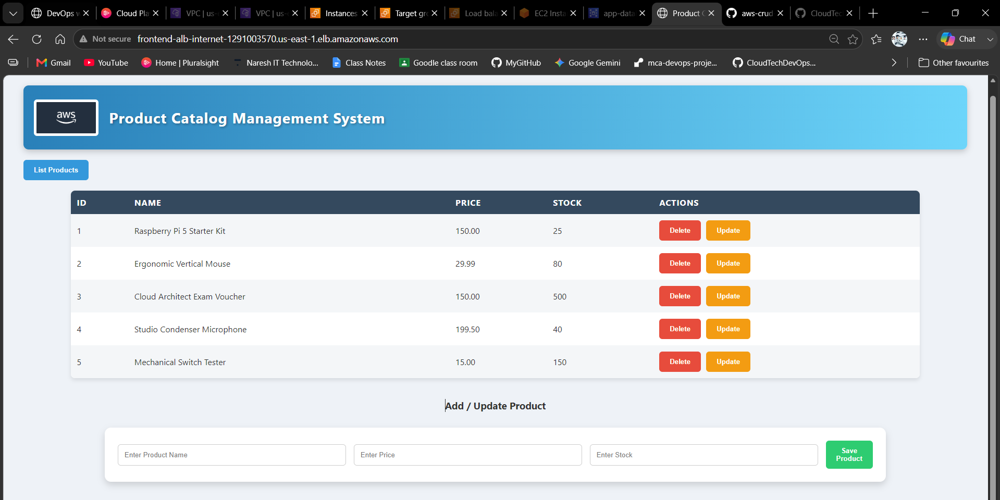 DevOps w
Cloud Pla
VPC | us-
VPC | us-
Instances
Target gro
Load bala
EC2 Insta
app-data
Product C
aws-crud
CloudTec
Not secure frontend-alb-internet-1291003570.us-east-1.elb.amazonaws.com
Chat
Gmail YouTube Home | Pluralsight Naresh IT Technolo... Class Notes Goodle class room MyGitHub Google Gemini mca-devops-proje... CloudTechDevOps... Other favourites
aws
Product Catalog Management System
List Products
ID NAME PRICE STOCK ACTIONS
1 Raspberry Pi 5 Starter Kit 150.00 25 Delete Update
2 Ergonomic Vertical Mouse 29.99 80 Delete Update
3 Cloud Architect Exam Voucher 150.00 500 Delete Update
4 Studio Condenser Microphone 199.50 40 Delete Update
5 Mechanical Switch Tester 15.00 150 Delete Update
Add / Update Product
Enter Product Name Enter Price Enter Stock
Save
Product